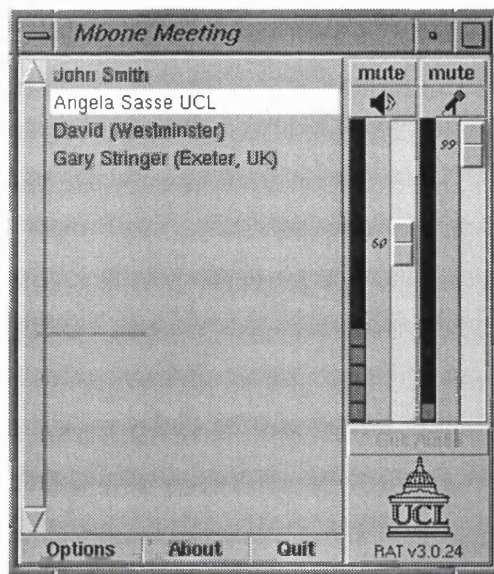 Mbone Meeting
John Smith
Angela Sasse UCL
David (Westminster)
Gary Stringer (Exeter, UK)
mute mute
99
60
UCL
Options About Quit
RAT v3.0.24